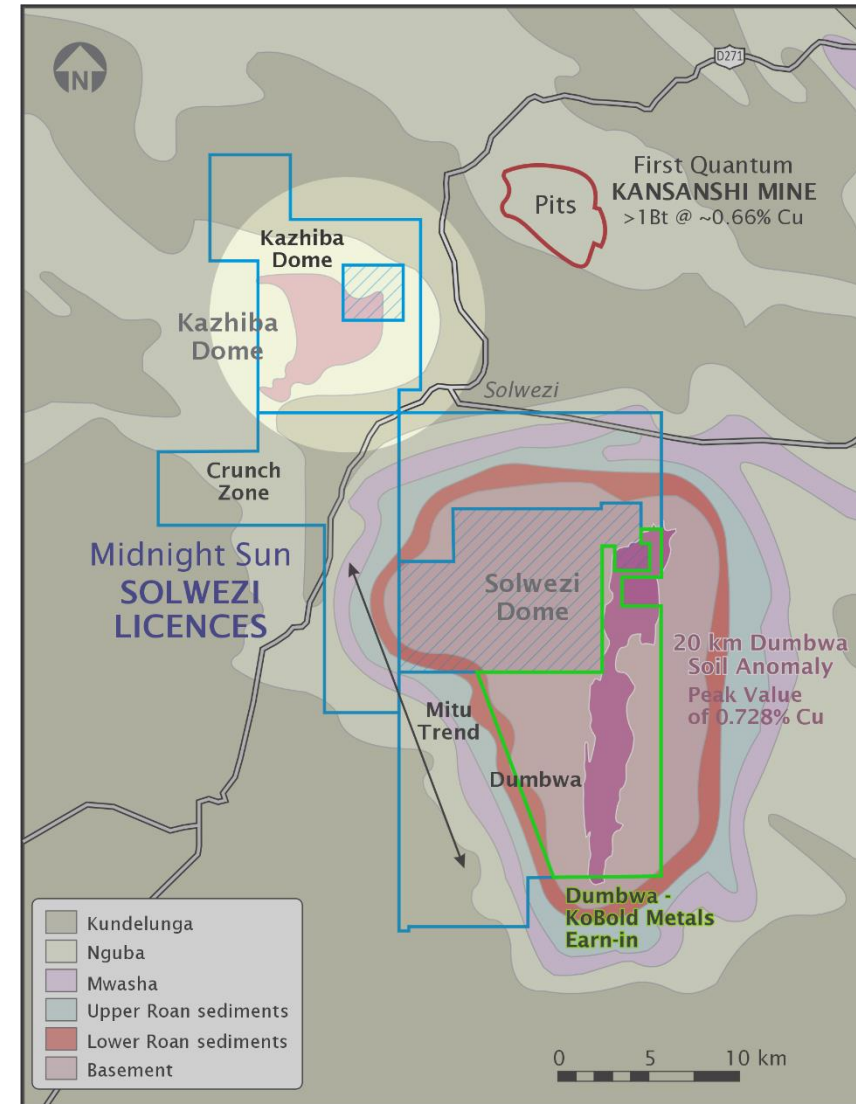 N
D271
First Quantum
KANSANSHI MINE
>1Bt @ ~0.66% Cu
Pits
Kazhiba
Dome
Kazhiba
Dome
Solwezi
Crunch
Zone
Midnight Sun
SOLWEZI
LICENCES
Solwezi
Dome
20 km Dumbwa
Soil Anomaly
Peak Value
of 0.728% Cu
Mitu
Trend
Dumbwa
Dumbwa -
KoBold Metals
Earn-in
Kundelunga
Nguba
Mwasha
Upper Roan sediments
Lower Roan sediments
Basement
0 5 10 km